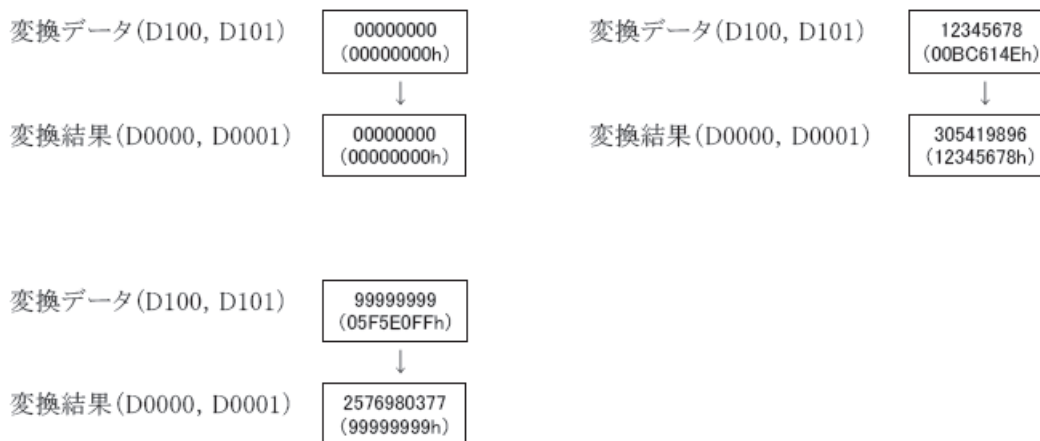 変換データ(D100, D101)
00000000
(00000000h)
↓
変換結果(D0000, D0001)
00000000
(00000000h)
変換データ(D100, D101)
12345678
(00BC614Eh)
↓
変換結果(D0000, D0001)
305419896
(12345678h)
変換データ(D100, D101)
99999999
(05F5E0FFh)
↓
変換結果(D0000, D0001)
2576980377
(99999999h)